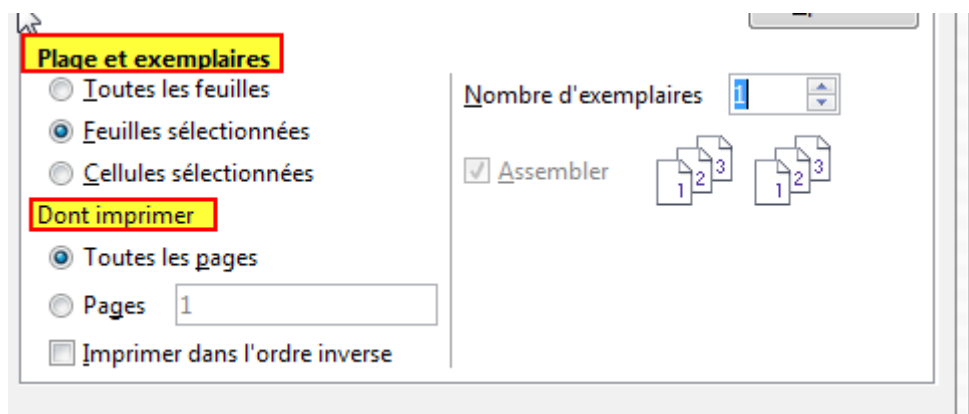 Plage et exemplaires
Toutes les feuilles
Feuilles sélectionnées
Cellules sélectionnées
Dont imprimer
Toutes les pages
Pages 1
Imprimer dans l'ordre inverse
Nombre d'exemplaires 1
Assembler 1 2 3 1 2 3